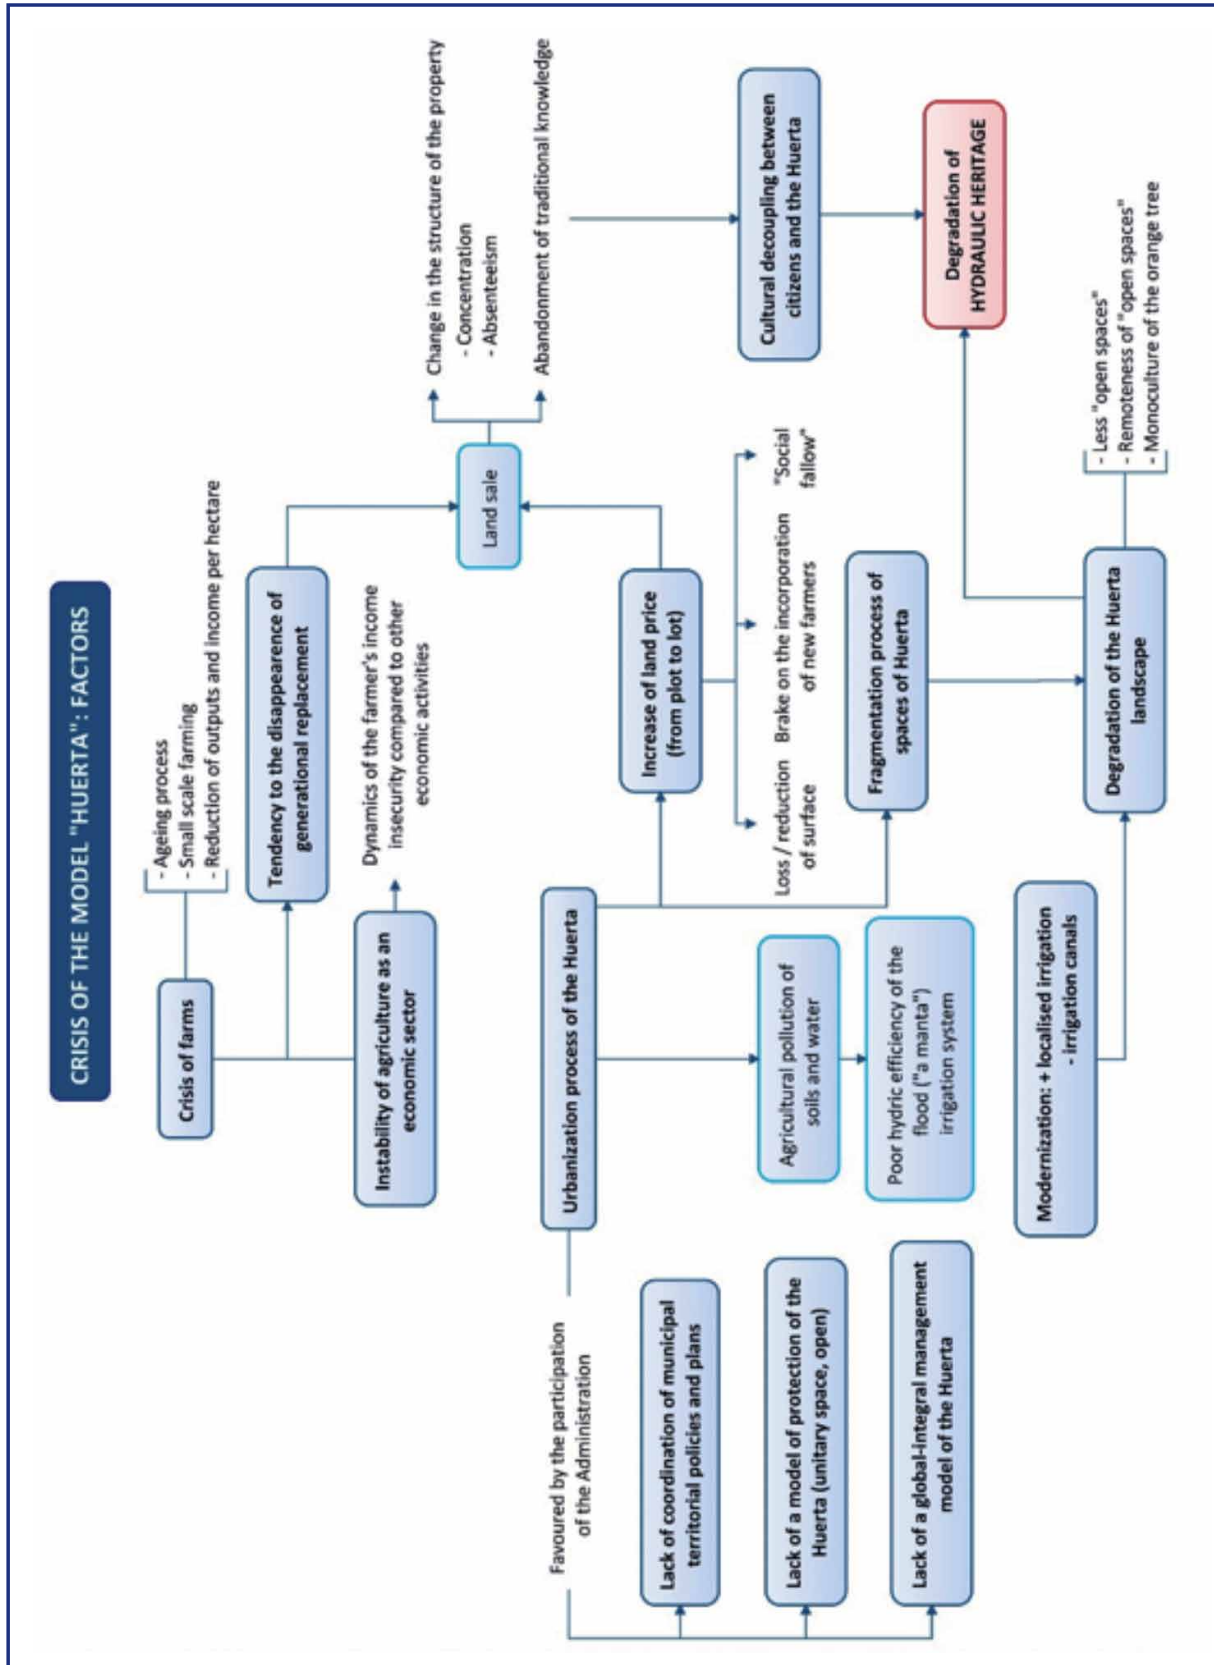 CRISIS OF THE MODEL "HUERTA": FACTORS
Crisis of farms
- Ageing process
- Small scale farming
- Reduction of outputs and income per hectare
Tendency to the disappearence of
generational replacement
Instability of agriculture as an
economic sector
Dynamics of the farmer's income
insecurity compared to other
economic activities
Land sale
Change in the structure of the property
- Concentration
- Absenteeism
Abandonment of traditional knowledge
Favoured by the participation
of the Administration
Urbanization process of the Huerta
Increase of land price
(from plot to lot)
Loss / reduction
of surface
Brake on the incorporation
of new farmers
"Social
fallow"
Lack of coordination of municipal
territorial policies and plans
Lack of a model of protection of the
Huerta (unitary space, open)
Lack of a global-integral management
model of the Huerta
Agricultural pollution of
soils and water
Poor hydric efficiency of the
flood ("a manta")
irrigation system
Fragmentation process of
spaces of Huerta
Cultural decoupling between
citizens and the Huerta
Degradation of
HYDRAULIC HERITAGE
Modernization: + localised irrigation
- irrigation canals
Degradation of the Huerta
landscape
- Less "open spaces"
- Remoteness of "open spaces"
- Monoculture of the orange tree